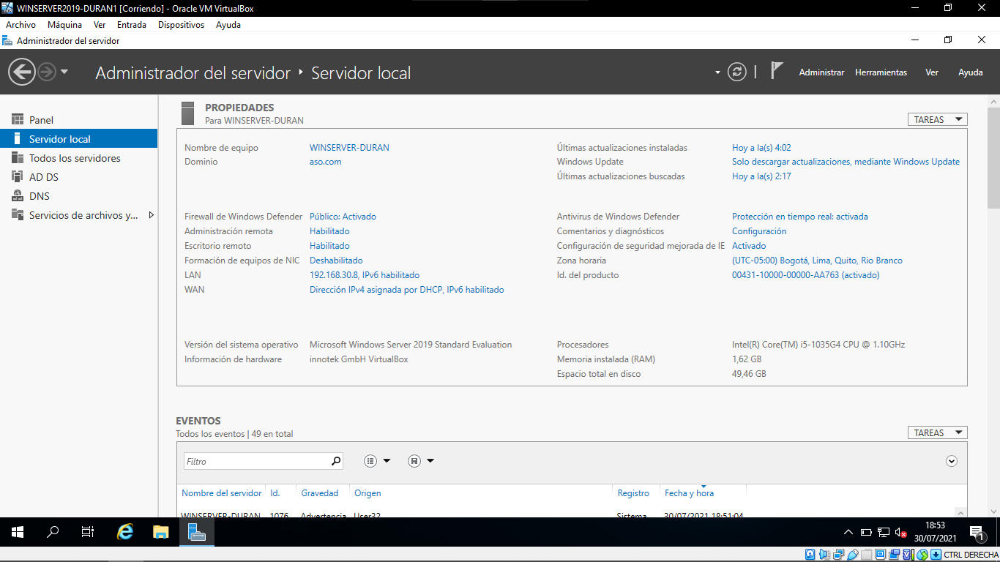 WINSERVER2019-DURAN1 [Corriendo] - Oracle VM VirtualBox
Archivo Máquina Ver Entrada Dispositivos Ayuda
Administrador del servidor
Administrador del servidor ‣ Servidor local
Administrar Herramientas Ver Ayuda
Panel
Servidor local
Todos los servidores
AD DS
DNS
Servicios de archivos y...
PROPIEDADES
Para WINSERVER-DURAN
TAREAS
Nombre de equipo WINSERVER-DURAN
Dominio aso.com
Últimas actualizaciones instaladas Hoy a la(s) 4:02
Windows Update Solo descargar actualizaciones, mediante Windows Update
Últimas actualizaciones buscadas Hoy a la(s) 2:17
Firewall de Windows Defender Público: Activado
Administración remota Habilitado
Escritorio remoto Habilitado
Formación de equipos de NIC Deshabilitado
LAN 192.168.30.8, IPv6 habilitado
WAN Dirección IPv4 asignada por DHCP, IPv6 habilitado
Antivirus de Windows Defender Protección en tiempo real: activada
Comentarios y diagnósticos Configuración
Configuración de seguridad mejorada de IE Activado
Zona horaria (UTC-05:00) Bogotá, Lima, Quito, Rio Branco
Id. del producto 00431-10000-00000-AA763 (activado)
Versión del sistema operativo Microsoft Windows Server 2019 Standard Evaluation
Información de hardware innotek GmbH VirtualBox
Procesadores Intel(R) Core(TM) i5-1035G4 CPU @ 1.10GHz
Memoria instalada (RAM) 1,62 GB
Espacio total en disco 49,46 GB
EVENTOS
Todos los eventos | 49 en total
TAREAS
Filtro
Nombre del servidor Id. Gravedad Origen Registro Fecha y hora
WINSERVER-DURAN 1076 Advertencia User32 Sistema 30/07/2021 18:51:04
18:53
30/07/2021
1
CTRL DERECHA